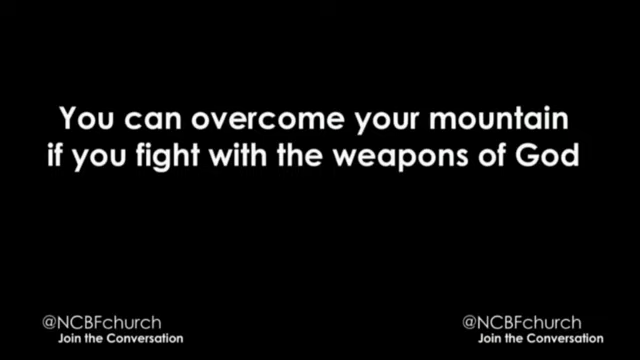 You can overcome your mountain
if you fight with the weapons of God
@NCBFchurch
Join the Conversation
@NCBFchurch
Join the Conversation